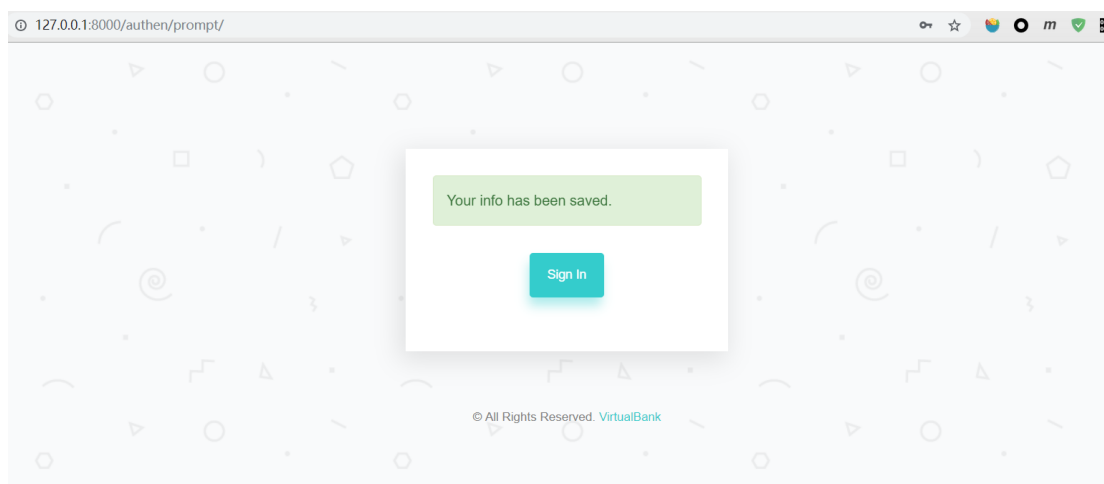 127.0.0.1:8000/authen/prompt/
m
Your info has been saved.
Sign In
© All Rights Reserved. VirtualBank